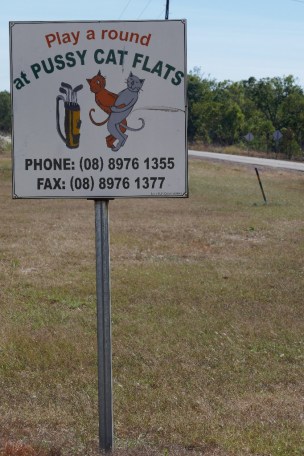 Play a round
at PUSSY CAT FLATS
PHONE: (08) 8976 1355
FAX: (08) 8976 1377